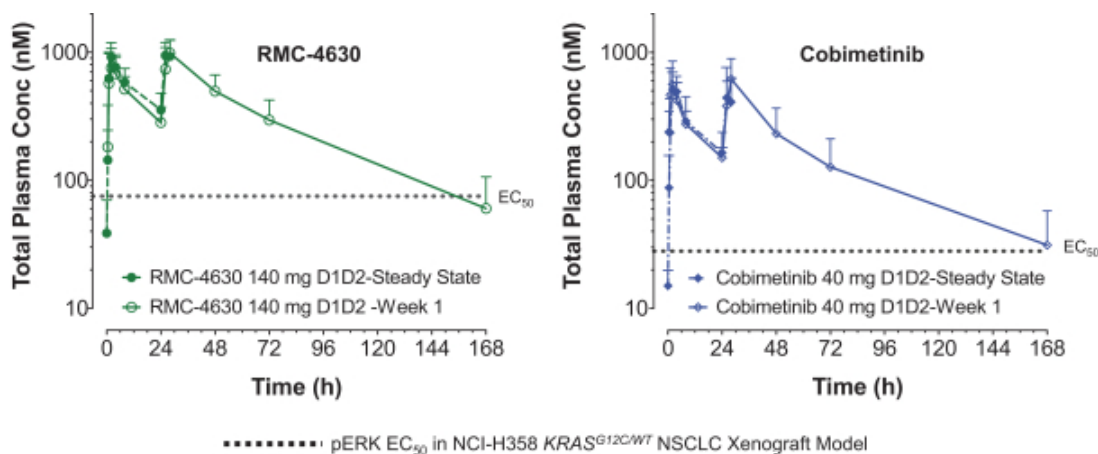 RMC-4630
Total Plasma Conc (nM)
1000
100
10
EC50
RMC-4630 140 mg D1D2-Steady State
RMC-4630 140 mg D1D2 -Week 1
0 24 48 72 96 120 144 168
Time (h)
Cobimetinib
Total Plasma Conc (nM)
1000
100
10
EC50
Cobimetinib 40 mg D1D2-Steady State
Cobimetinib 40 mg D1D2-Week 1
0 24 48 72 96 120 144 168
Time (h)
pERK EC50 in NCI-H358 KRASG12C/WT NSCLC Xenograft Model